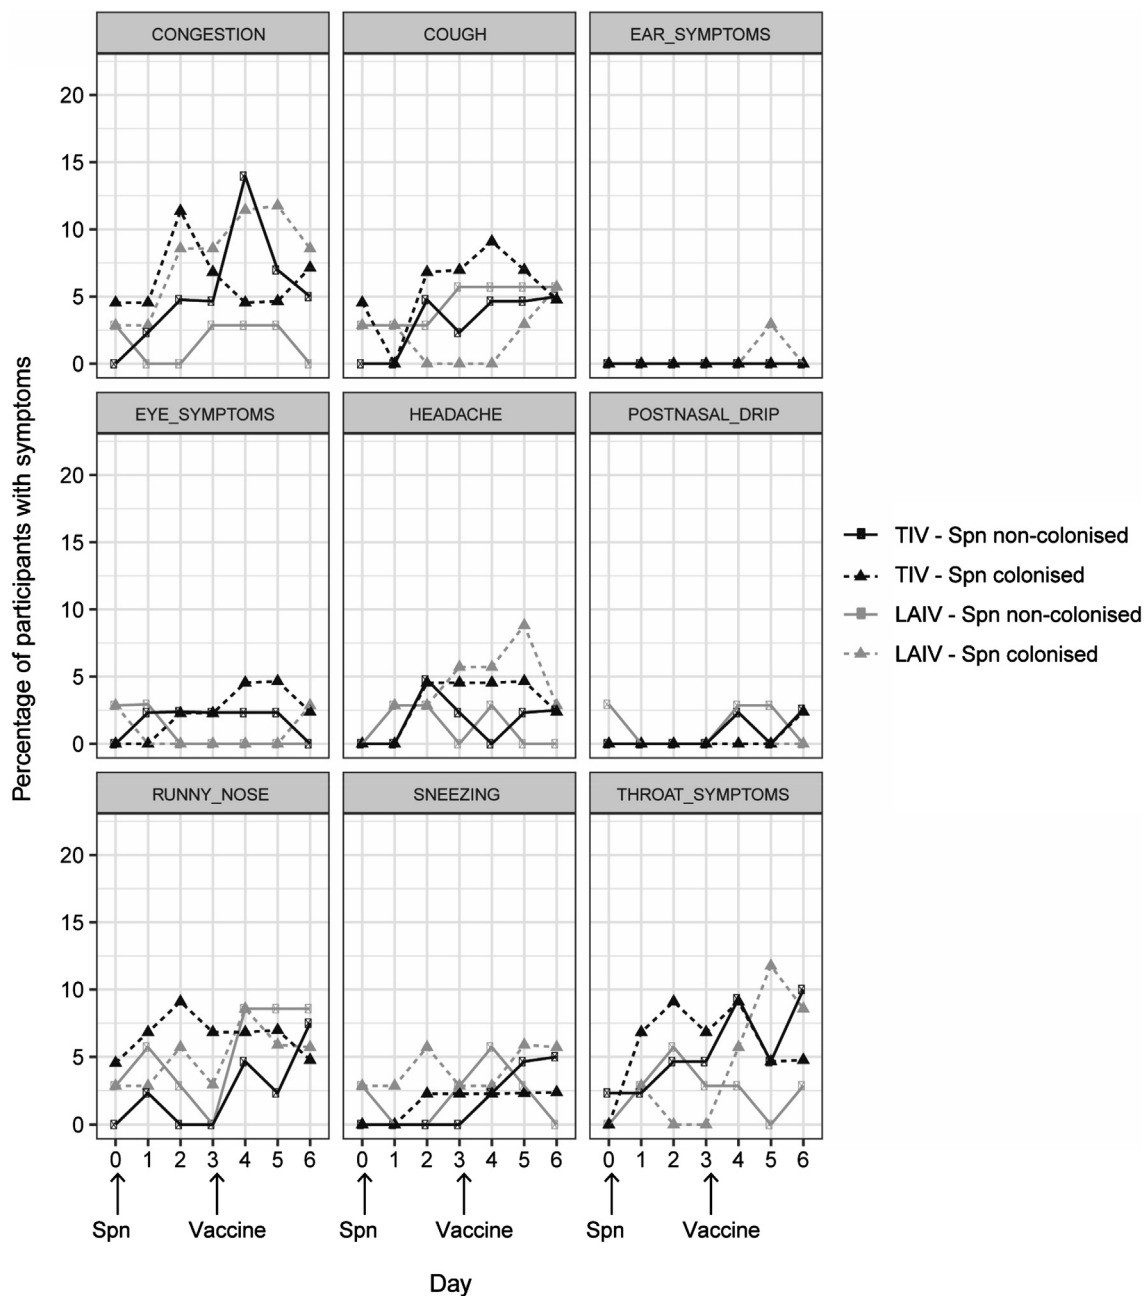 CONGESTION COUGH EAR_SYMPTOMS
20
15
10
5
0
EYE_SYMPTOMS HEADACHE POSTNASAL_DRIP
20
15
10
5
0
RUNNY_NOSE SNEEZING THROAT_SYMPTOMS
20
15
10
5
0
0 1 2 3 4 5 6 0 1 2 3 4 5 6 0 1 2 3 4 5 6
Spn Vaccine Spn Vaccine Spn Vaccine
Day
Percentage of participants with symptoms
TIV - Spn non-colonised
TIV - Spn colonised
LAIV - Spn non-colonised
LAIV - Spn colonised